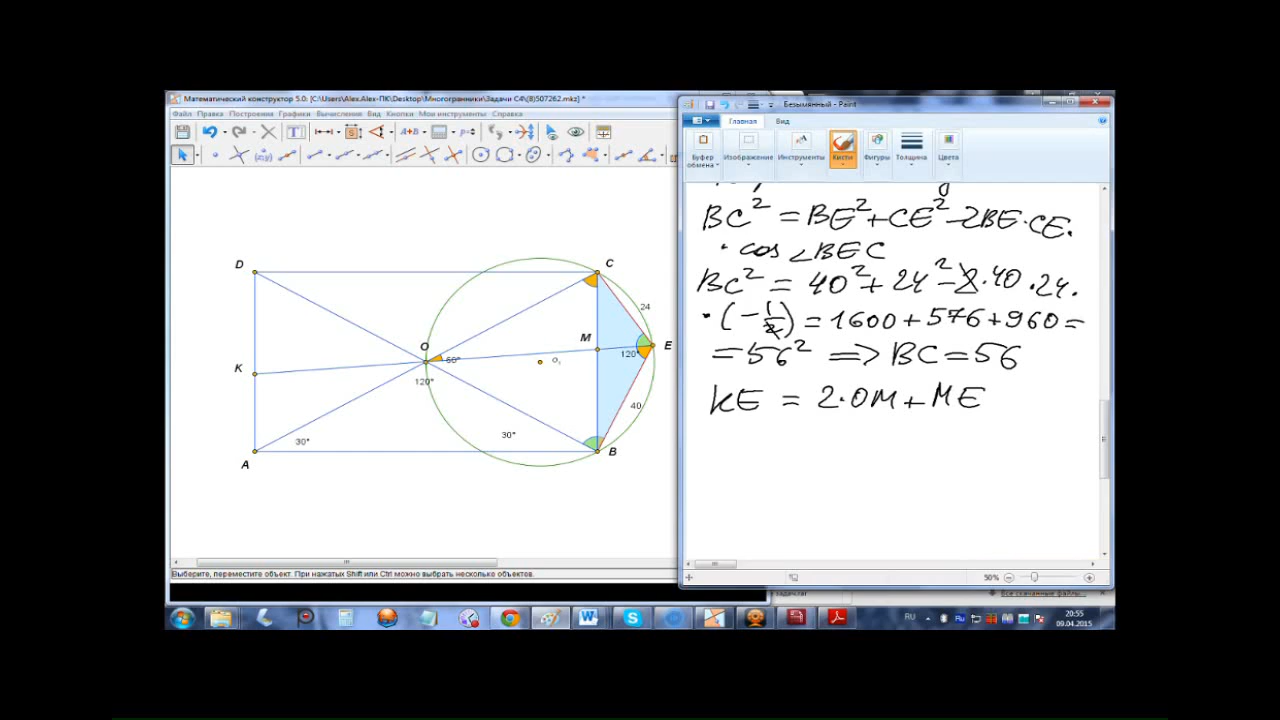 Математический конструктор 5.0: [C:\Users\Alex.Alex-ПК\Desktop\Многогранники\Задачи С4\(В)507262.mkz] *
Файл Правка Построения Графики Вычисления Вид Кнопки Мои инструменты Справка
D
C
24
M
E
O
60°
120°
O₁
K
120°
40
30°
30°
A
B
Выберите, переместите объект. При нажатых Shift или Ctrl можно выбрать несколько объектов.
Безымянный - Paint
Главная Вид
Буфер обмена
Изображение
Инструменты
Кисти
Фигуры
Толщина
Цвета
BC² = BE² + CE² - 2BE · CE ·
· cos ∠BEC
BC² = 40² + 24² - 2 · 40 · 24 ·
· (- 1/2) = 1600 + 576 + 960 =
= 56² => BC = 56
KE = 2 · OM + ME
50%
Все скачанные файлы...
RU
20:55
09.04.2015